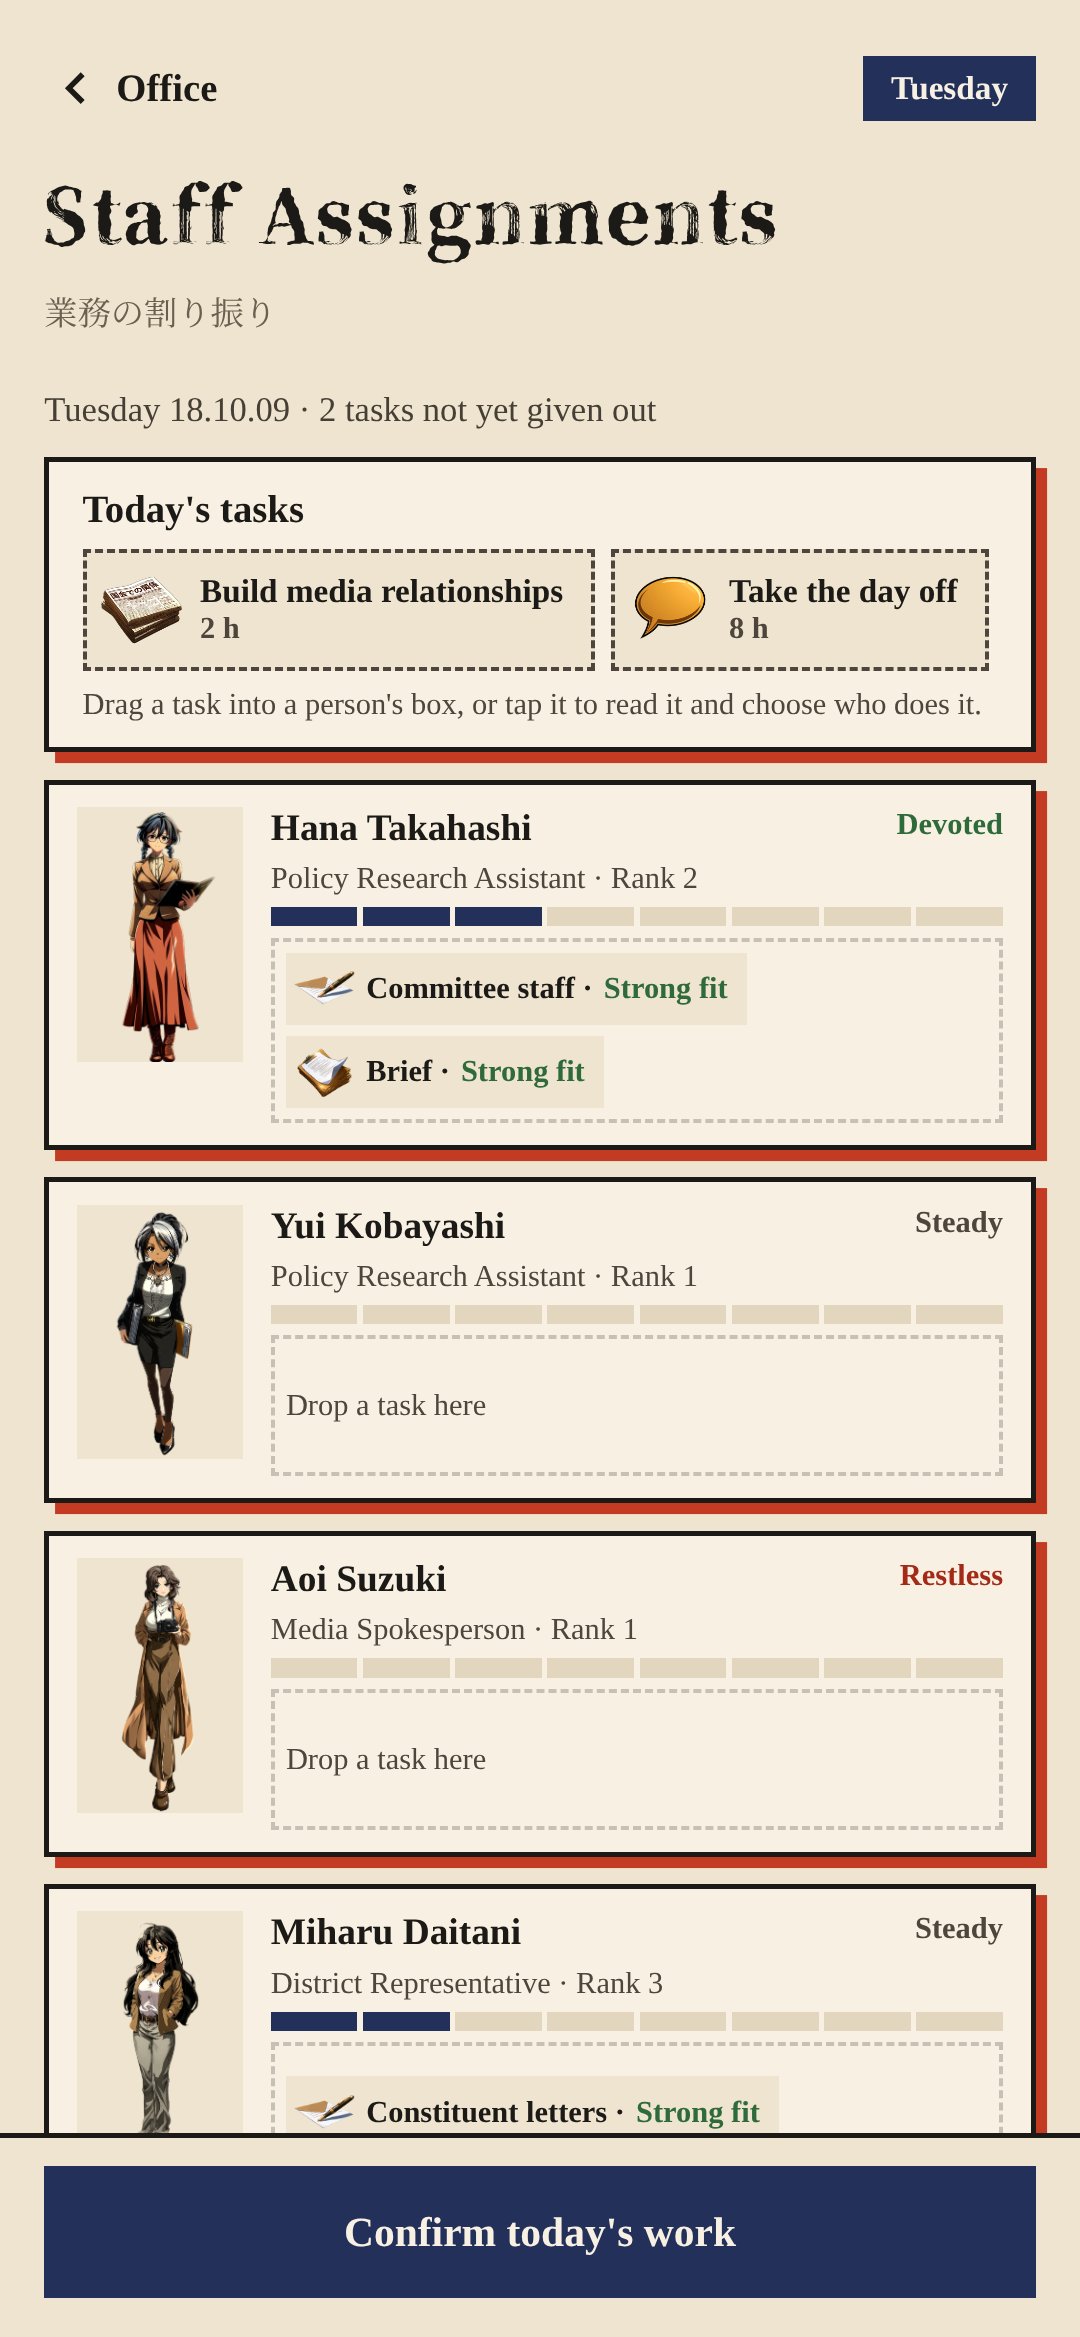 Office
Tuesday
Staff Assignments
業務の割り振り
Tuesday 18.10.09 · 2 tasks not yet given out
Today's tasks
Build media relationships
2 h
Take the day off
8 h
Drag a task into a person's box, or tap it to read it and choose who does it.
Hana Takahashi
Devoted
Policy Research Assistant · Rank 2
Committee staff · Strong fit
Brief · Strong fit
Yui Kobayashi
Steady
Policy Research Assistant · Rank 1
Drop a task here
Aoi Suzuki
Restless
Media Spokesperson · Rank 1
Drop a task here
Miharu Daitani
Steady
District Representative · Rank 3
Constituent letters · Strong fit
Confirm today's work